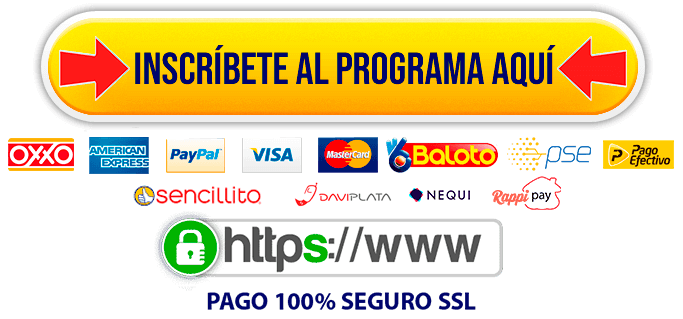 INSCRÍBETE AL PROGRAMA AQUÍ
OXXO AMERICAN EXPRESS PayPal VISA MasterCard Baloto pse Pago Efectivo
sencillito DAVIPLATA NEQUI Rappi pay
https://www
PAGO 100% SEGURO SSL